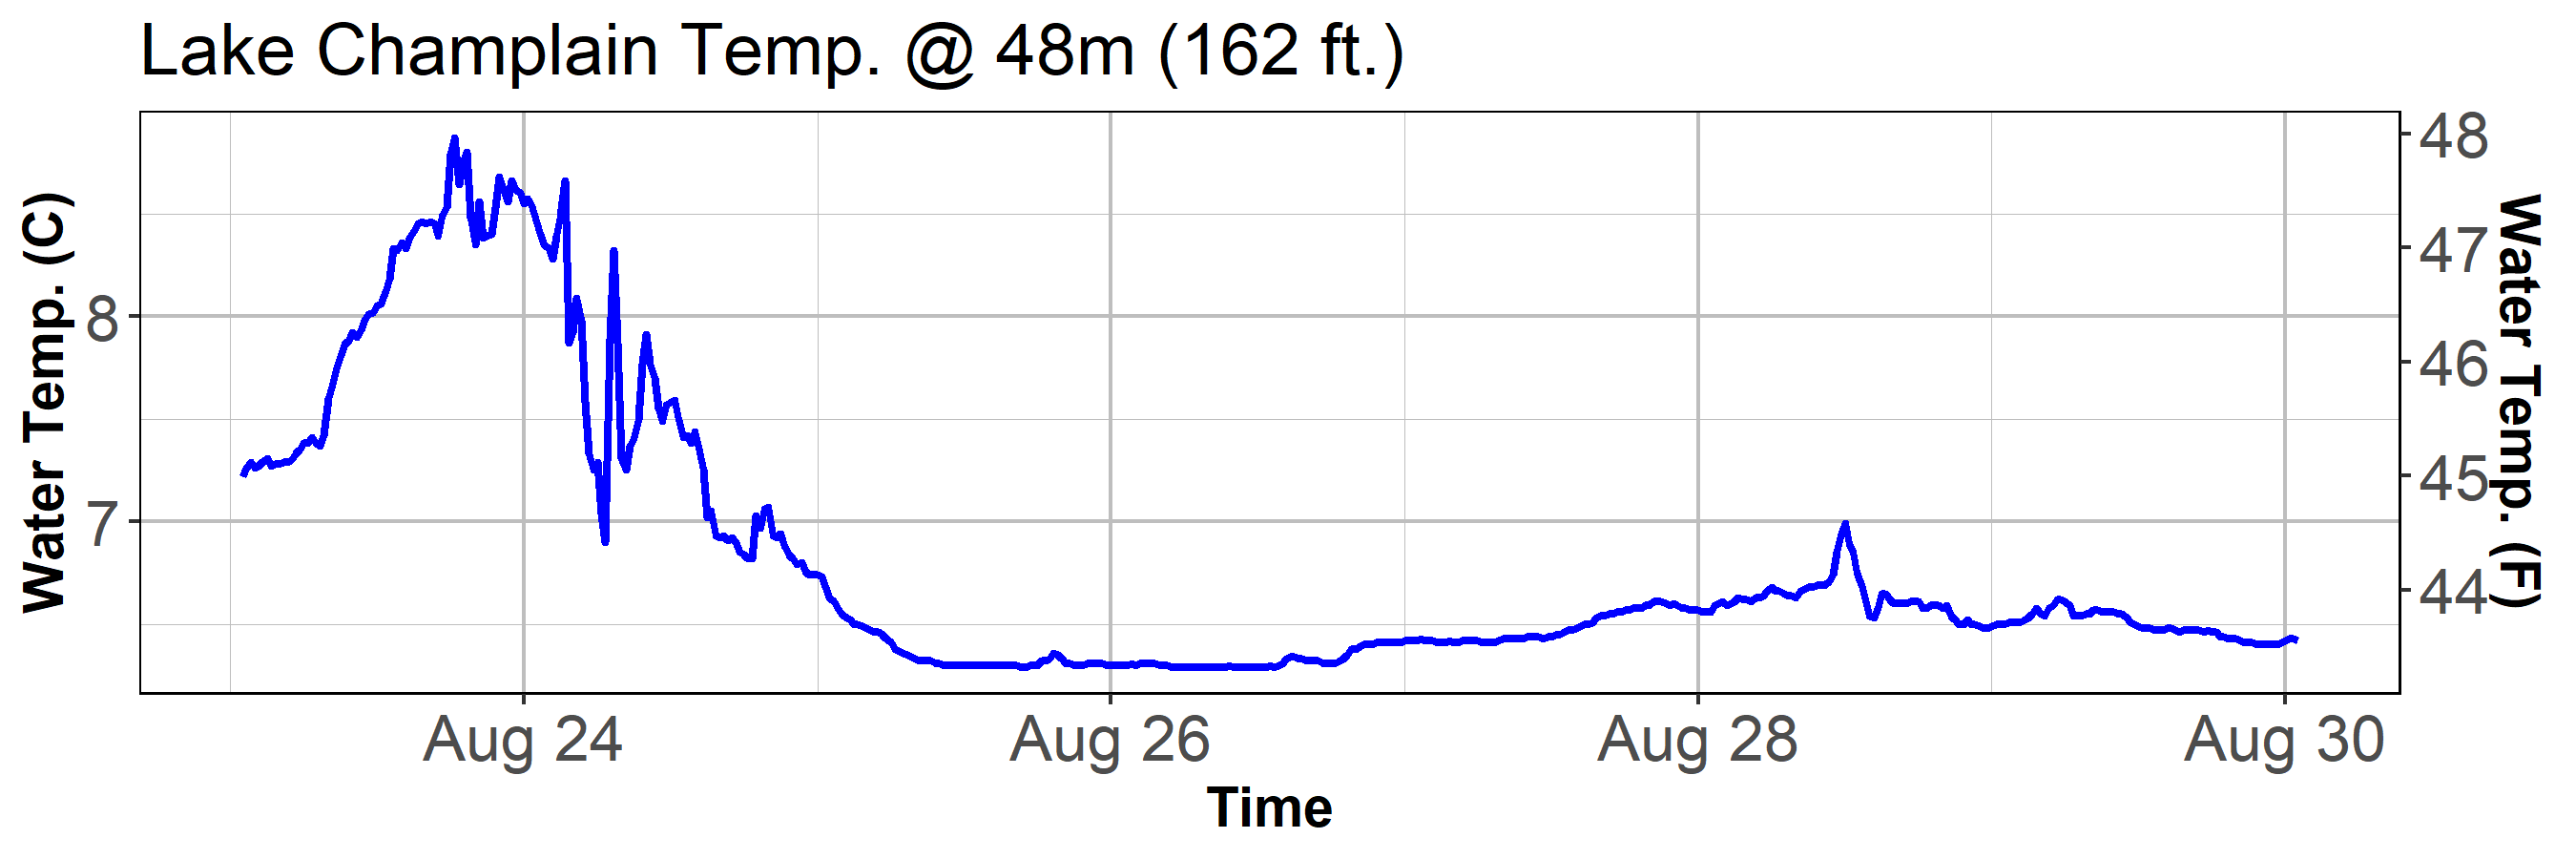 Lake Champlain Temp. @ 48m (162 ft.)
Water Temp. (C)
8
7
48
47
46
45
44
Water Temp. (F)
Aug 24
Aug 26
Aug 28
Aug 30
Time